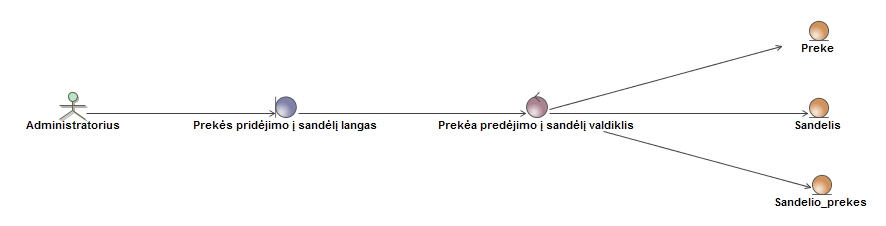 Preke
Administratorius
Prekės pridėjimo į sandėlį langas
Prekėa predėjimo į sandėlį valdiklis
Sandelis
Sandelio_prekes